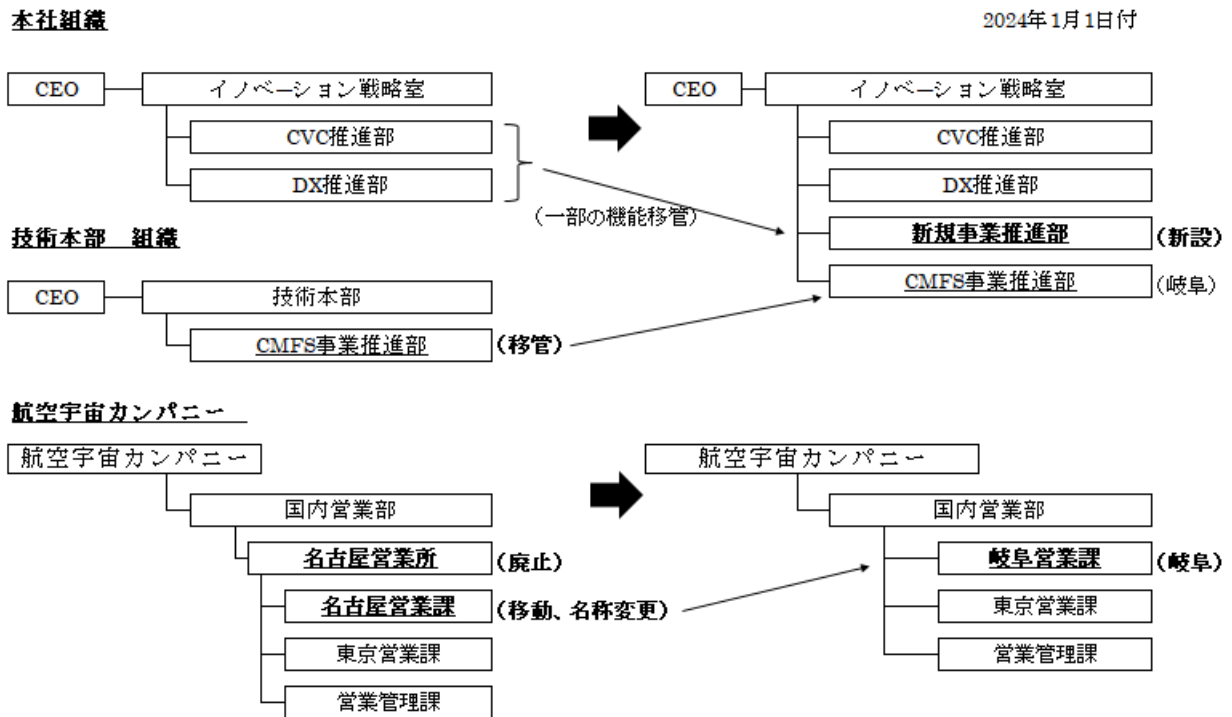 本社組織
2024年1月1日付
CEO
イノベーション戦略室
CVC推進部
DX推進部
(一部の機能移管)
CEO
イノベーション戦略室
CVC推進部
DX推進部
新規事業推進部
(新設)
CMFS事業推進部
(岐阜)
技術本部 組織
CEO
技術本部
CMFS事業推進部
(移管)
航空宇宙カンパニー
航空宇宙カンパニー
国内営業部
名古屋営業所
(廃止)
名古屋営業課
(移動、名称変更)
東京営業課
営業管理課
航空宇宙カンパニー
国内営業部
岐阜営業課
(岐阜)
東京営業課
営業管理課